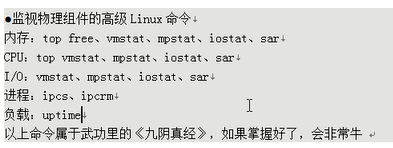 ●监视物理组件的高级 Linux 命令
内存：top free、vmstat、mpstat、iostat、sar
CPU：top vmstat、mpstat、iostat、sar
I/O：vmstat、mpstat、iostat、sar
进程：ipcs、ipcrm
负载：uptime
以上命令属于武功里的《九阴真经》，如果掌握好了，会非常牛